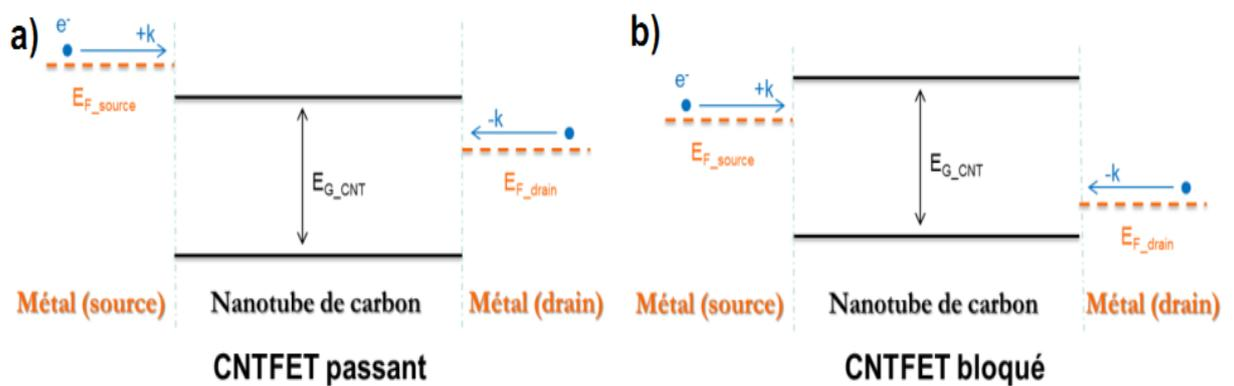 a)
e-
+k
E_F_source
E_G_CNT
-k
E_F_drain
Métal (source)
Nanotube de carbon
Métal (drain)
CNTFET passant
b)
e-
+k
E_F_source
E_G_CNT
-k
E_F_drain
Métal (source)
Nanotube de carbon
Métal (drain)
CNTFET bloqué